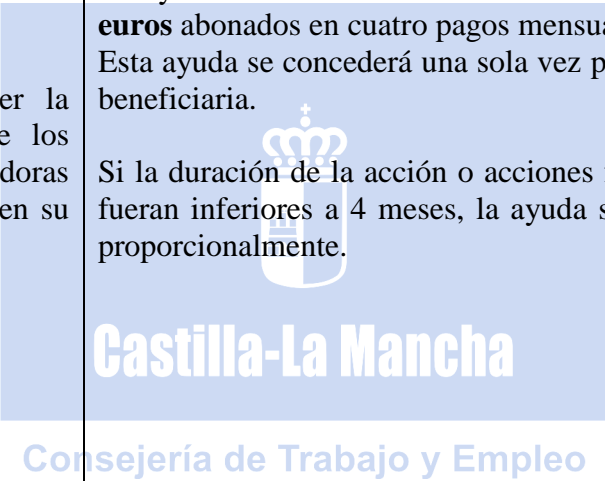 euros abonados en cuatro pagos
Esta ayuda se concederá una sola vez
er la
beneficiaria.
e los
doras
Si la duración de la acción o acciones
en su
fueran inferiores a 4 meses, la ayuda
proporcionalmente.
Castilla-La Mancha
Consejería de Trabajo y Empleo